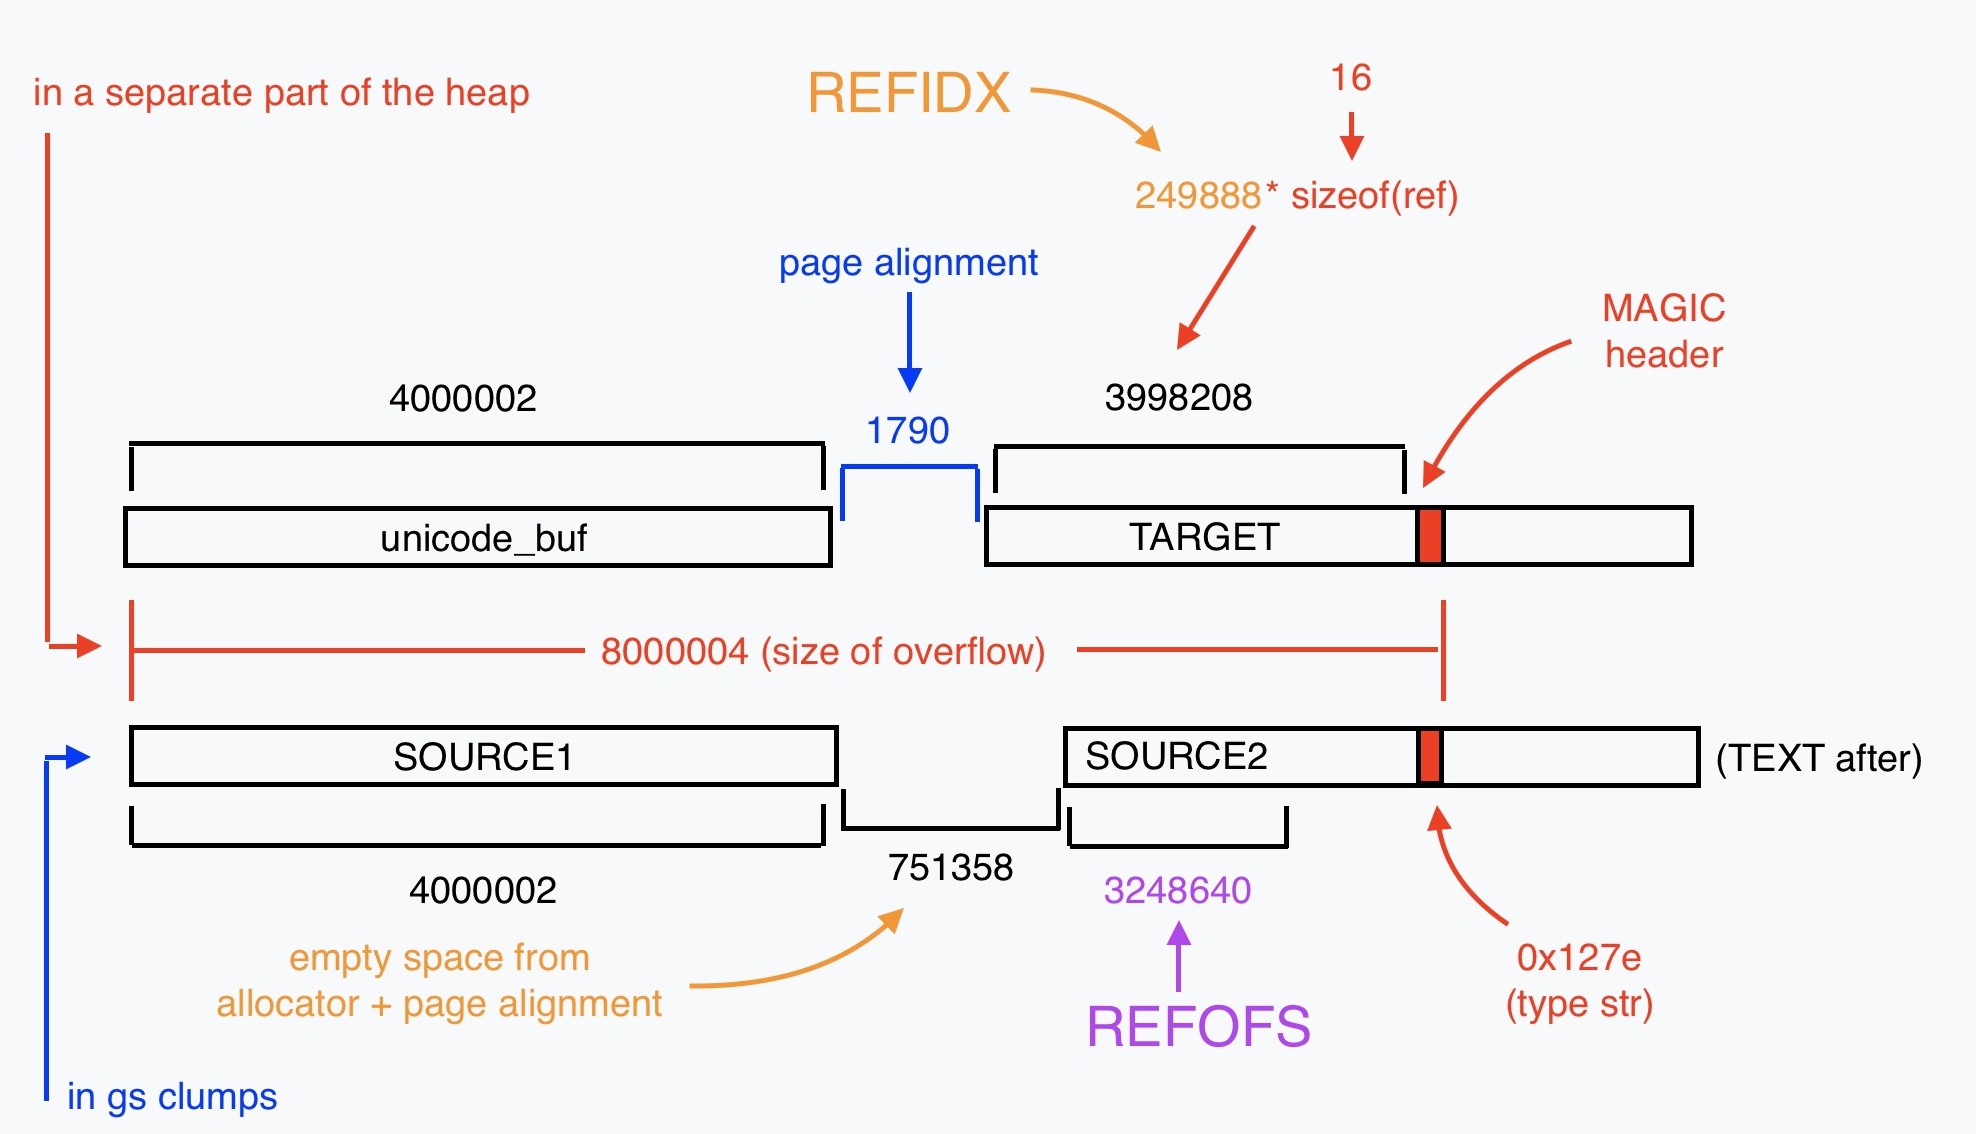 in a separate part of the heap
REFIDX
16
249888* sizeof(ref)
page alignment
MAGIC
header
4000002
1790
3998208
unicode_buf
TARGET
8000004 (size of overflow)
SOURCE1
SOURCE2
(TEXT after)
4000002
751358
3248640
empty space from
allocator + page alignment
REFOFS
0x127e
(type str)
in gs clumps